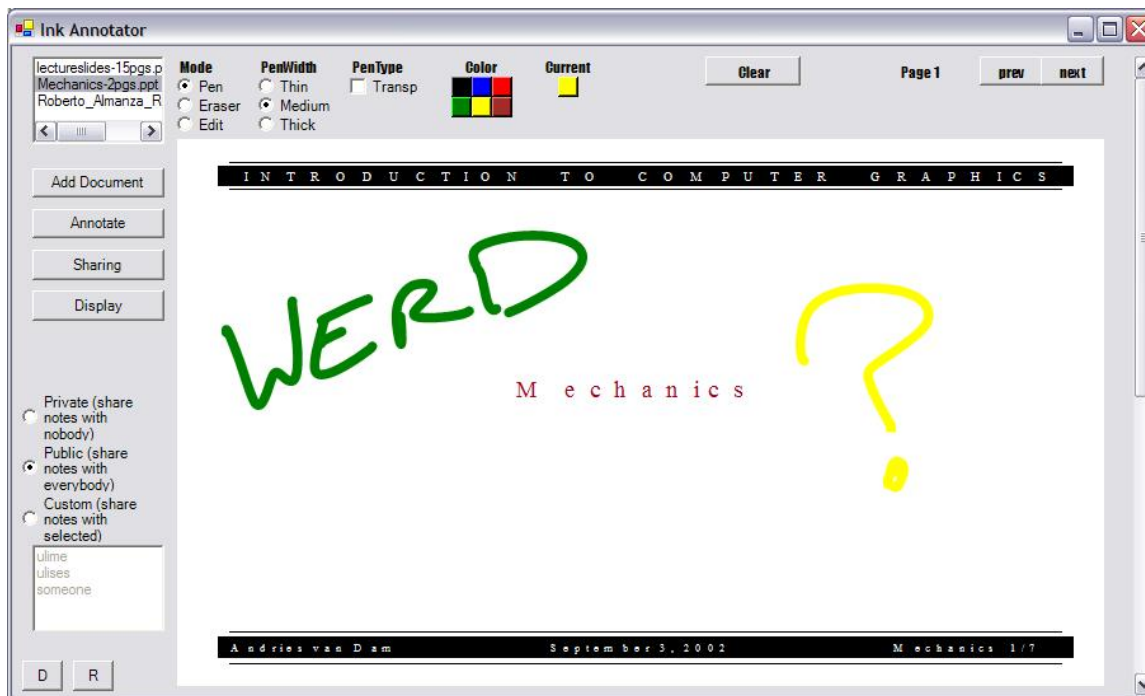 Ink Annotator
lectureslides-15pgs.p
Mechanics-2pgs.ppt
Roberto_Almanza_R
Mode
Pen
Eraser
Edit
PenWidth
Thin
Medium
Thick
PenType
Transp
Color
Current
Clear
Page 1
prev
next
Add Document
Annotate
Sharing
Display
Private (share
notes with
nobody)
Public (share
notes with
everybody)
Custom (share
notes with
selected)
ulime
ulises
someone
D
R
INTRODUCTION TO COMPUTER GRAPHICS
WERD
?
Mechanics
Andries van Dam
September 3, 2002
Mechanics 1/7